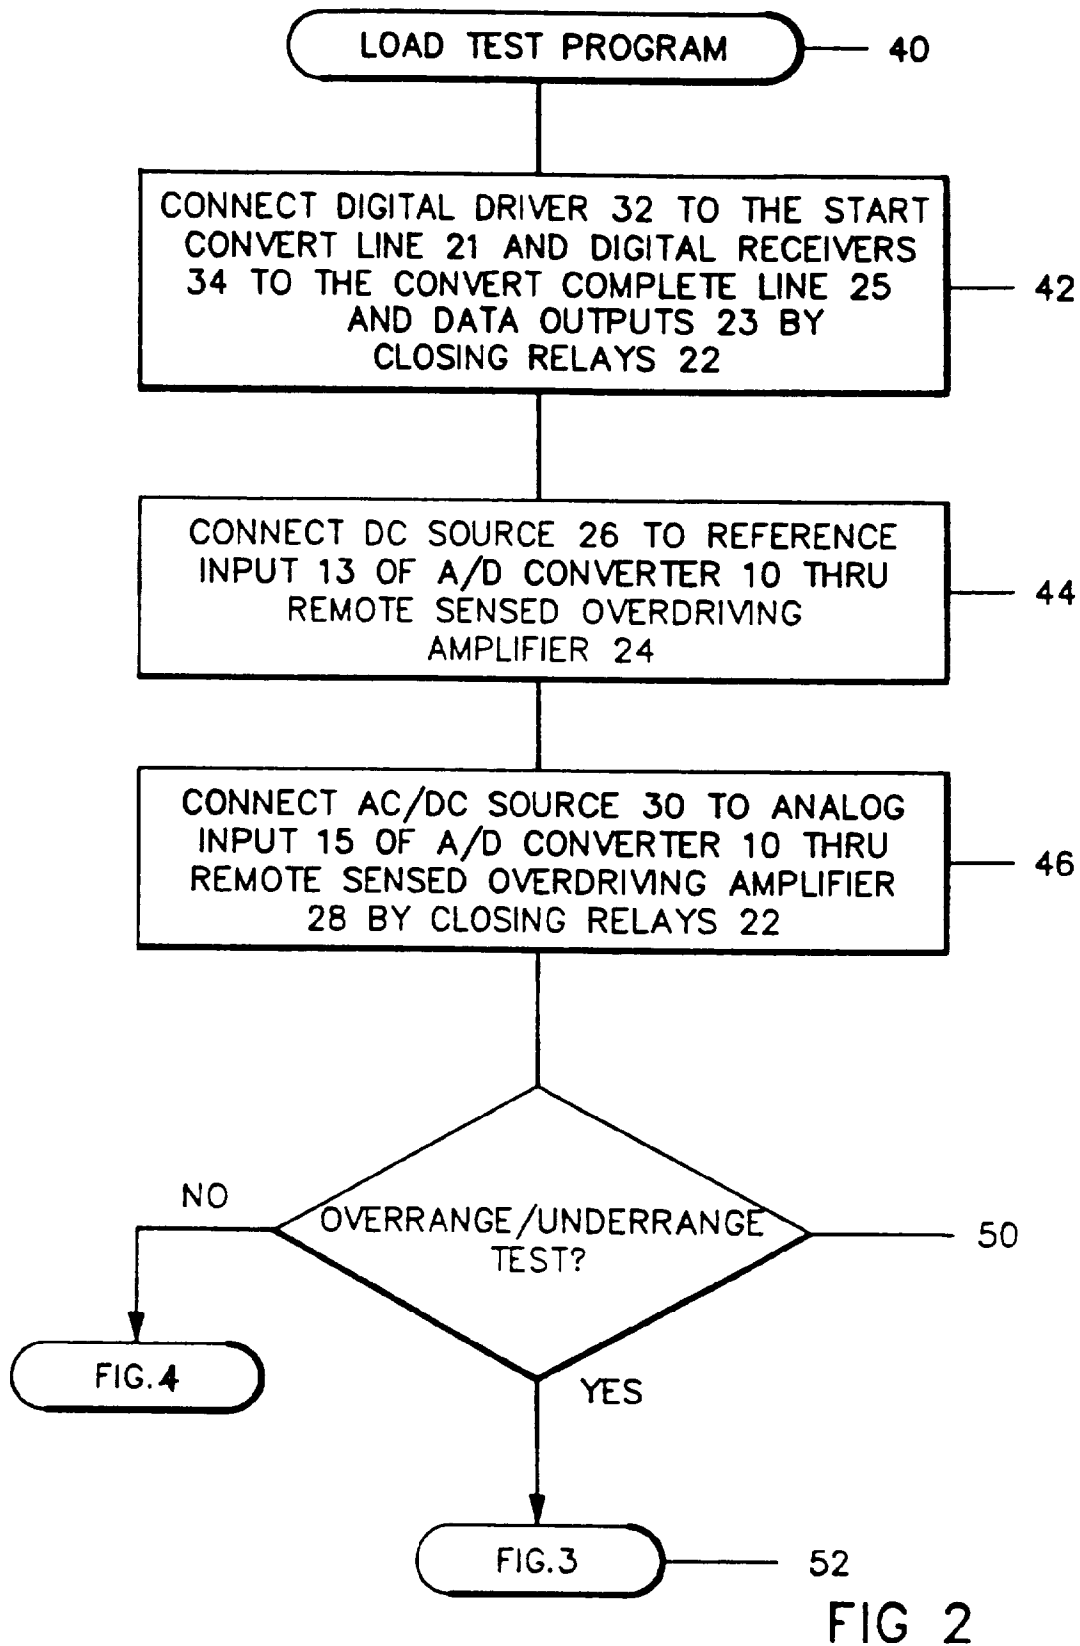 LOAD TEST PROGRAM
40
CONNECT DIGITAL DRIVER 32 TO THE START
CONVERT LINE 21 AND DIGITAL RECEIVERS
34 TO THE CONVERT COMPLETE LINE 25
AND DATA OUTPUTS 23 BY
CLOSING RELAYS 22
42
CONNECT DC SOURCE 26 TO REFERENCE
INPUT 13 OF A/D CONVERTER 10 THRU
REMOTE SENSED OVERDRIVING
AMPLIFIER 24
44
CONNECT AC/DC SOURCE 30 TO ANALOG
INPUT 15 OF A/D CONVERTER 10 THRU
REMOTE SENSED OVERDRIVING AMPLIFIER
28 BY CLOSING RELAYS 22
46
NO
OVERRANGE/UNDERRANGE
TEST?
50
FIG.4
YES
FIG.3
52
FIG 2